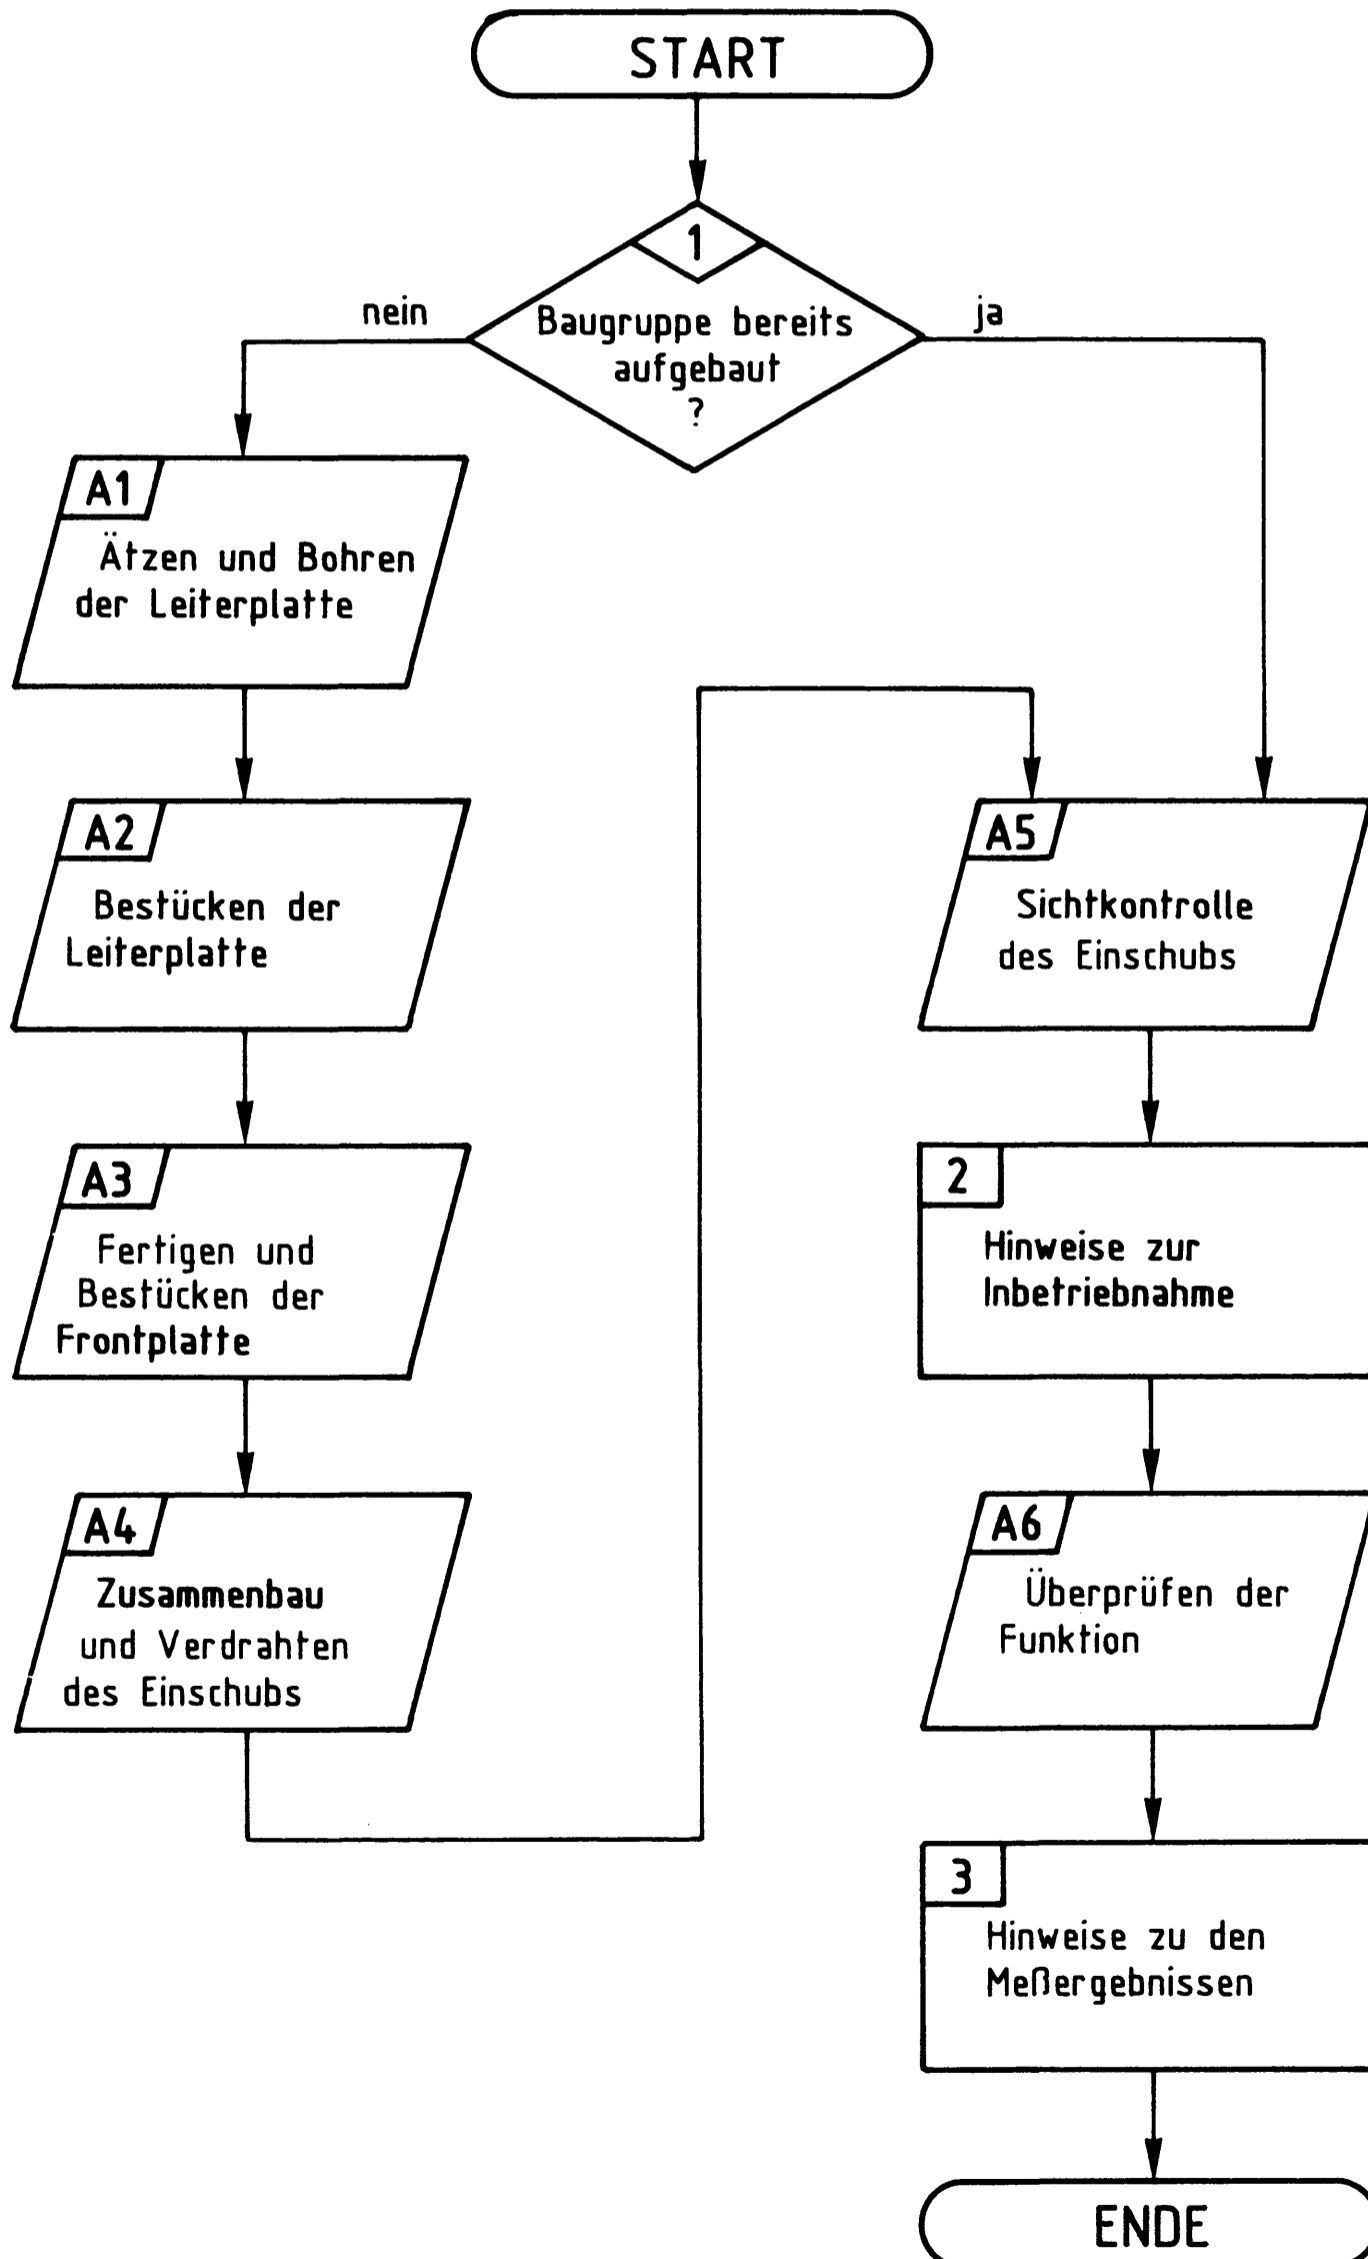 START
1
Baugruppe bereits
aufgebaut
?
nein
ja
A1
Ätzen und Bohren
der Leiterplatte
A2
Bestücken der
Leiterplatte
A3
Fertigen und
Bestücken der
Frontplatte
A4
Zusammenbau
und Verdrahten
des Einschubs
A5
Sichtkontrolle
des Einschubs
2
Hinweise zur
Inbetriebnahme
A6
Überprüfen der
Funktion
3
Hinweise zu den
Meßergebnissen
ENDE